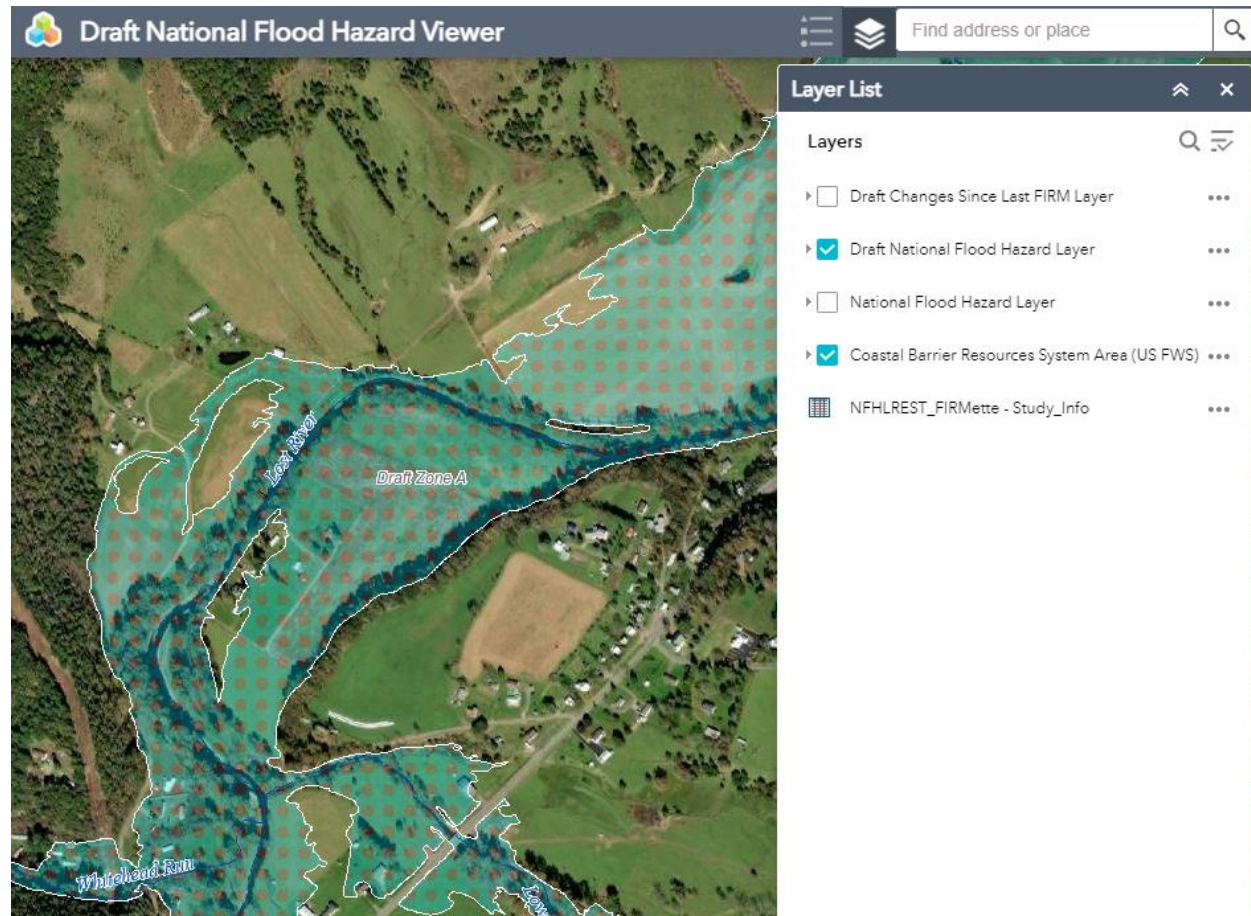 Draft National Flood Hazard Viewer
Find address or place
Layer List
Layers
Draft Changes Since Last FIRM Layer
Draft National Flood Hazard Layer
National Flood Hazard Layer
Coastal Barrier Resources System Area (US FWS)
NFHLREST_FIRMette - Study_Info
Lost River
Draft Zone A
Whitehead Run